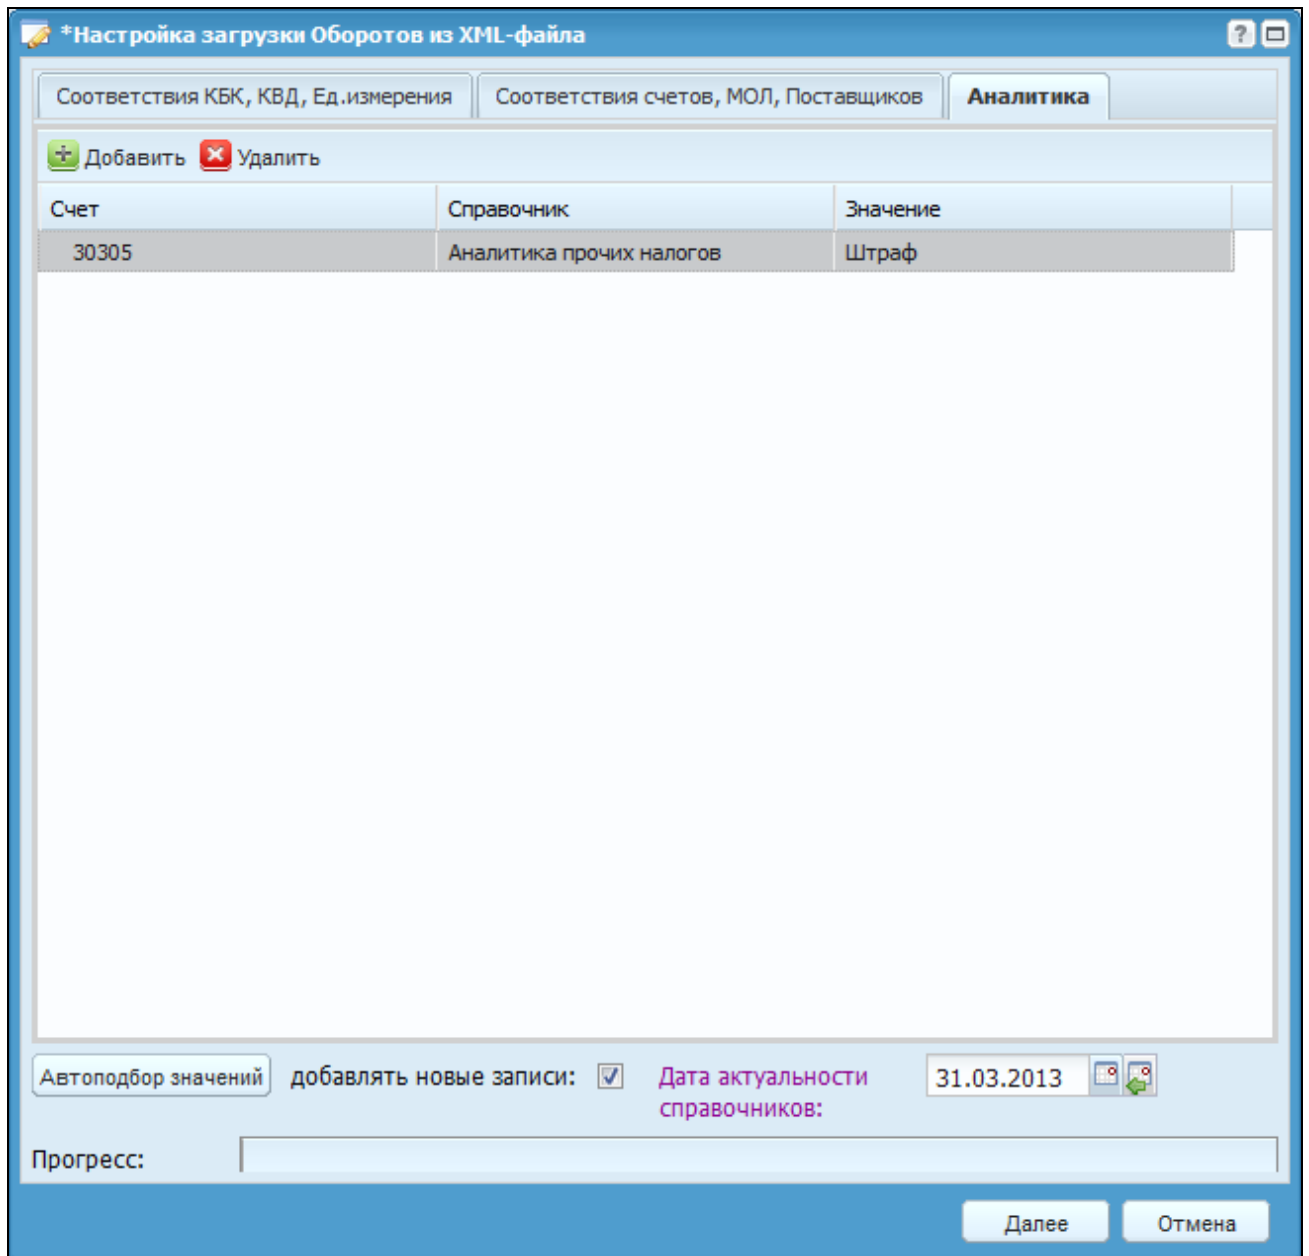 *Настройка загрузки Оборотов из XML-файла
Соответствия КБК, КВД, Ед.измерения Соответствия счетов, МОЛ, Поставщиков Аналитика
Добавить Удалить
Счет Справочник Значение
30305 Аналитика прочих налогов Штраф
Автоподбор значений добавлять новые записи: Дата актуальности справочников: 31.03.2013
Прогресс:
Далее Отмена